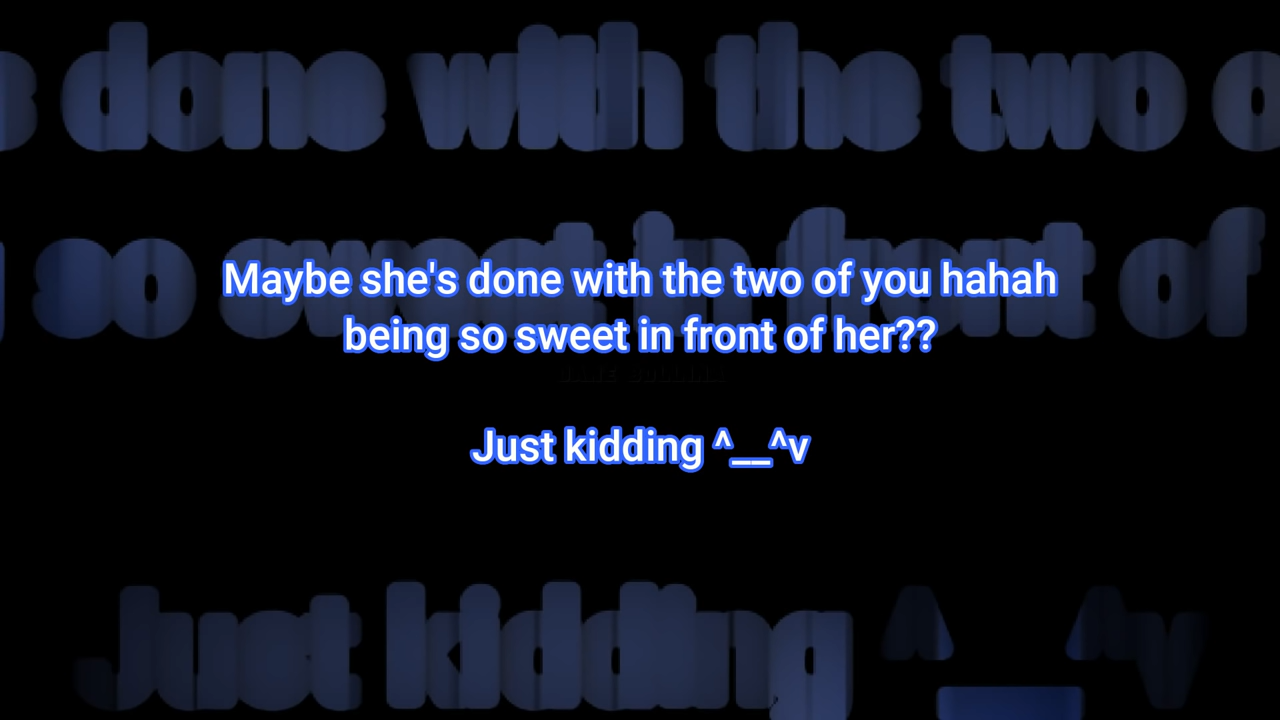 Maybe she's done with the two of you hahah
being so sweet in front of her??
Just kidding ^__^v